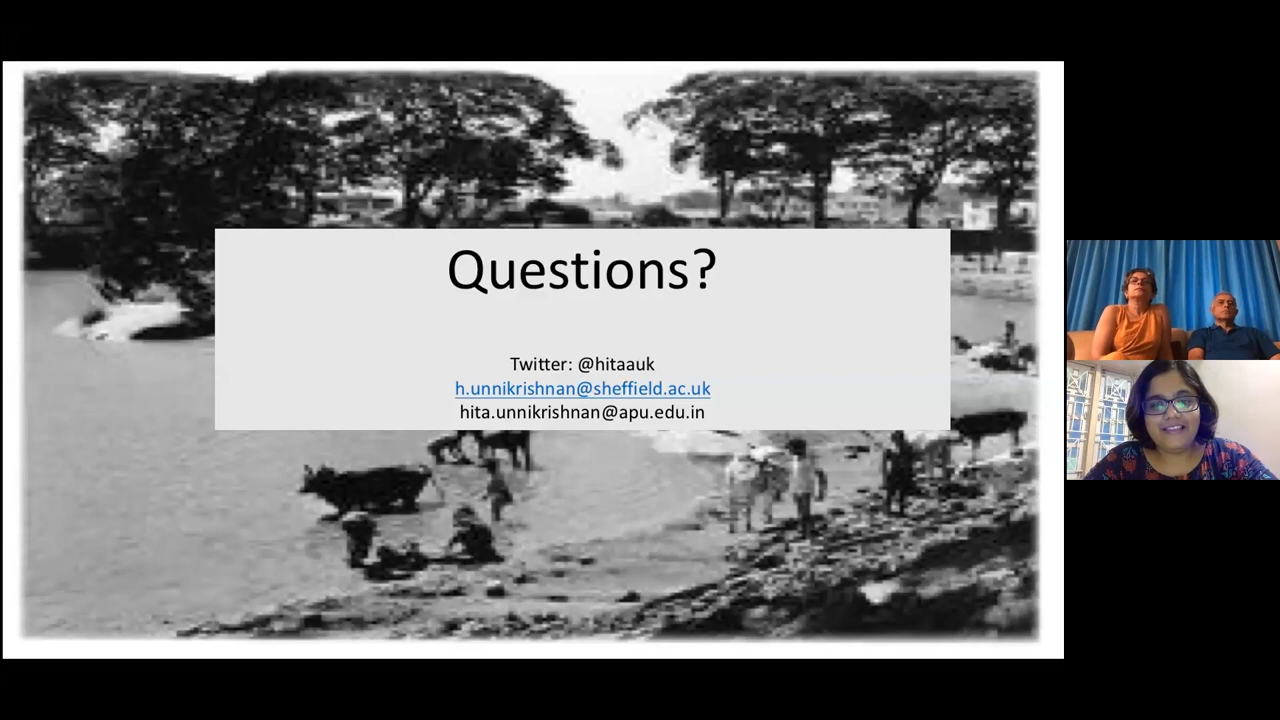 Questions?
Twitter: @hitaauk
h.unnikrishnan@sheffield.ac.uk
hita.unnikrishnan@apu.edu.in